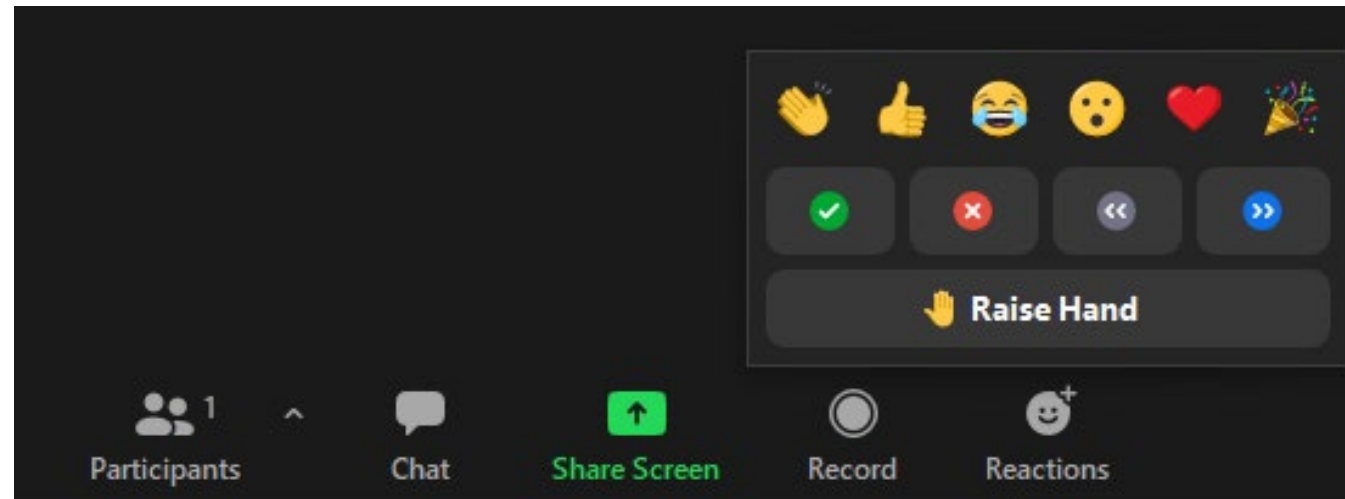 Raise Hand
1
Participants
Chat
Share Screen
Record
Reactions